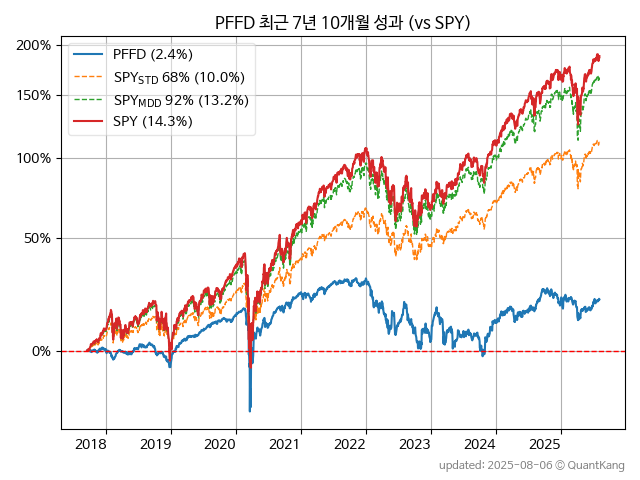 PFFD 최근 7년 10개월 성과 (vs SPY)
200%
150%
100%
50%
0%
PFFD (2.4%)
SPY_STD 68% (10.0%)
SPY_MDD 92% (13.2%)
SPY (14.3%)
2018 2019 2020 2021 2022 2023 2024 2025
updated: 2025-08-06 © QuantKang